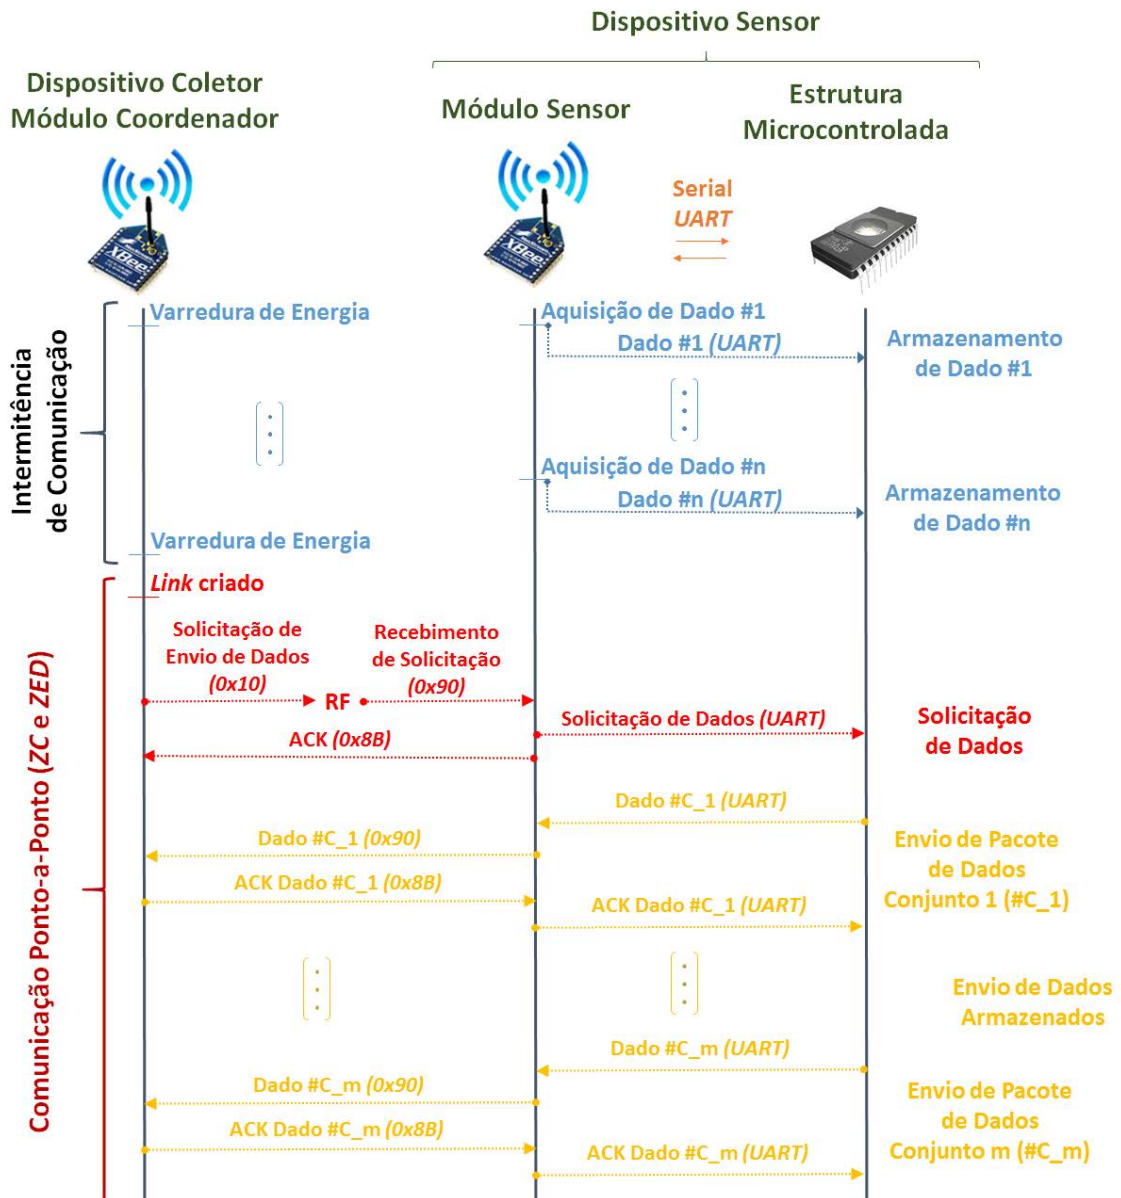 Dispositivo Sensor
Dispositivo Coletor
Módulo Coordenador
Módulo Sensor
Estrutura
Microcontrolada
Serial
UART
XBee
XBee
Intermitência
de Comunicação
Varredura de Energia
Aquisição de Dado #1
Dado #1 (UART)
Armazenamento
de Dado #1
Aquisição de Dado #n
Dado #n (UART)
Armazenamento
de Dado #n
Varredura de Energia
Comunicação Ponto-a-Ponto (ZC e ZED)
Link criado
Solicitação de
Envio de Dados
(0x10)
RF
Recebimento
de Solicitação
(0x90)
Solicitação de Dados (UART)
Solicitação
de Dados
ACK (0x8B)
Dado #C_1 (UART)
Dado #C_1 (0x90)
Envio de Pacote
de Dados
Conjunto 1 (#C_1)
ACK Dado #C_1 (0x8B)
ACK Dado #C_1 (UART)
Envio de Dados
Armazenados
Dado #C_m (UART)
Dado #C_m (0x90)
Envio de Pacote
de Dados
Conjunto m (#C_m)
ACK Dado #C_m (0x8B)
ACK Dado #C_m (UART)